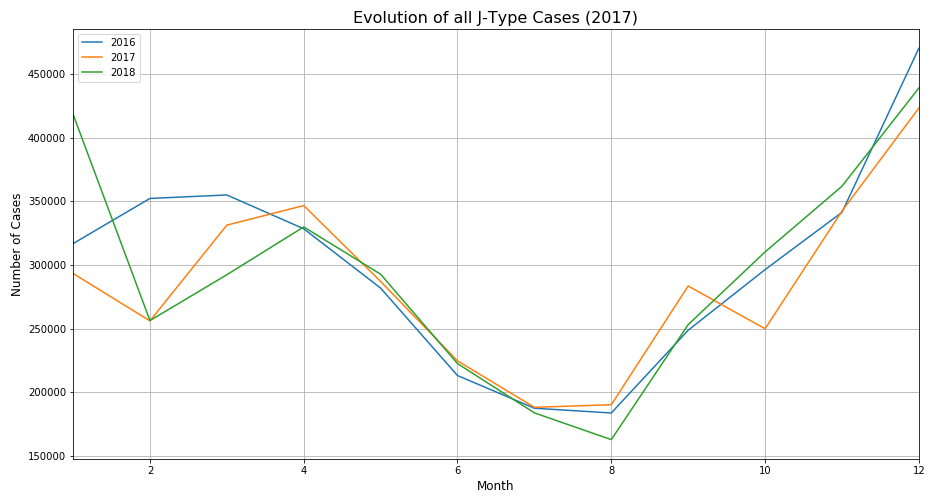 Evolution of all J-Type Cases (2017)
2016
2017
2018
Number of Cases
450000
400000
350000
300000
250000
200000
150000
2 4 6 8 10 12
Month